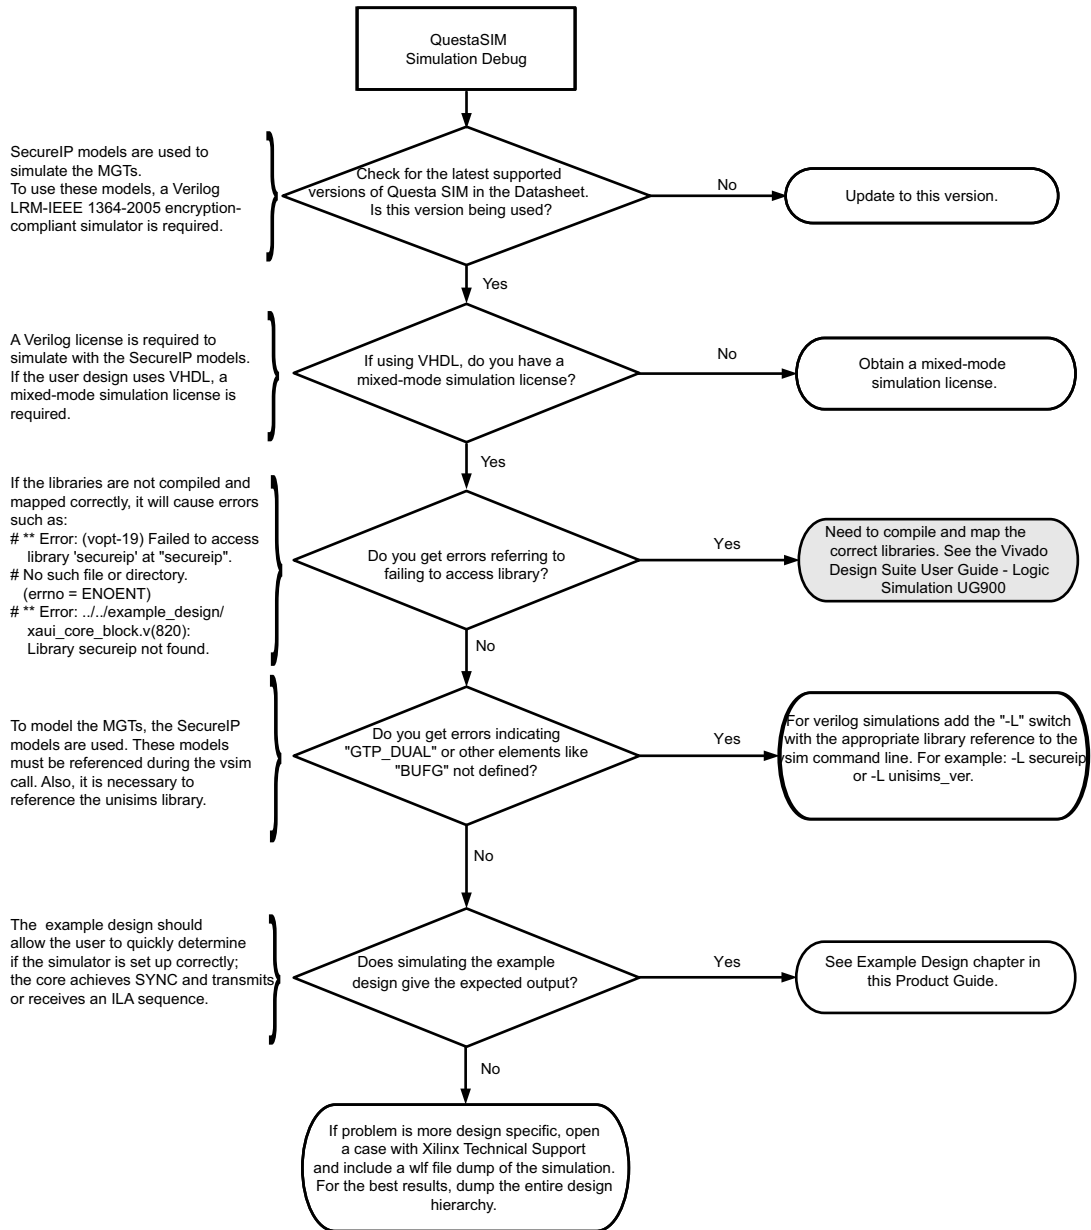 QuestaSIM
Simulation Debug
SecureIP models are used to
simulate the MGTs.
To use these models, a Verilog
LRM-IEEE 1364-2005 encryption-
compliant simulator is required.
Check for the latest supported
versions of Questa SIM in the Datasheet.
Is this version being used?
No
Update to this version.
Yes
A Verilog license is required to
simulate with the SecureIP models.
If the user design uses VHDL, a
mixed-mode simulation license is
required.
If using VHDL, do you have a
mixed-mode simulation license?
No
Obtain a mixed-mode
simulation license.
Yes
If the libraries are not compiled and
mapped correctly, it will cause errors
such as:
# ** Error: (vopt-19) Failed to access
library 'secureip' at "secureip".
# No such file or directory.
(errno = ENOENT)
# ** Error: ../../example_design/
xaui_core_block.v(820):
Library secureip not found.
Do you get errors referring to
failing to access library?
Yes
Need to compile and map the
correct libraries. See the Vivado
Design Suite User Guide - Logic
Simulation UG900
No
To model the MGTs, the SecureIP
models are used. These models
must be referenced during the vsim
call. Also, it is necessary to
reference the unisims library.
Do you get errors indicating
"GTP_DUAL" or other elements like
"BUFG" not defined?
Yes
For verilog simulations add the "-L" switch
with the appropriate library reference to the
vsim command line. For example: -L secureip
or -L unisims_ver.
No
The example design should
allow the user to quickly determine
if the simulator is set up correctly;
the core achieves SYNC and transmits
or receives an ILA sequence.
Does simulating the example
design give the expected output?
Yes
See Example Design chapter in
this Product Guide.
No
If problem is more design specific, open
a case with Xilinx Technical Support
and include a wlf file dump of the simulation.
For the best results, dump the entire design
hierarchy.